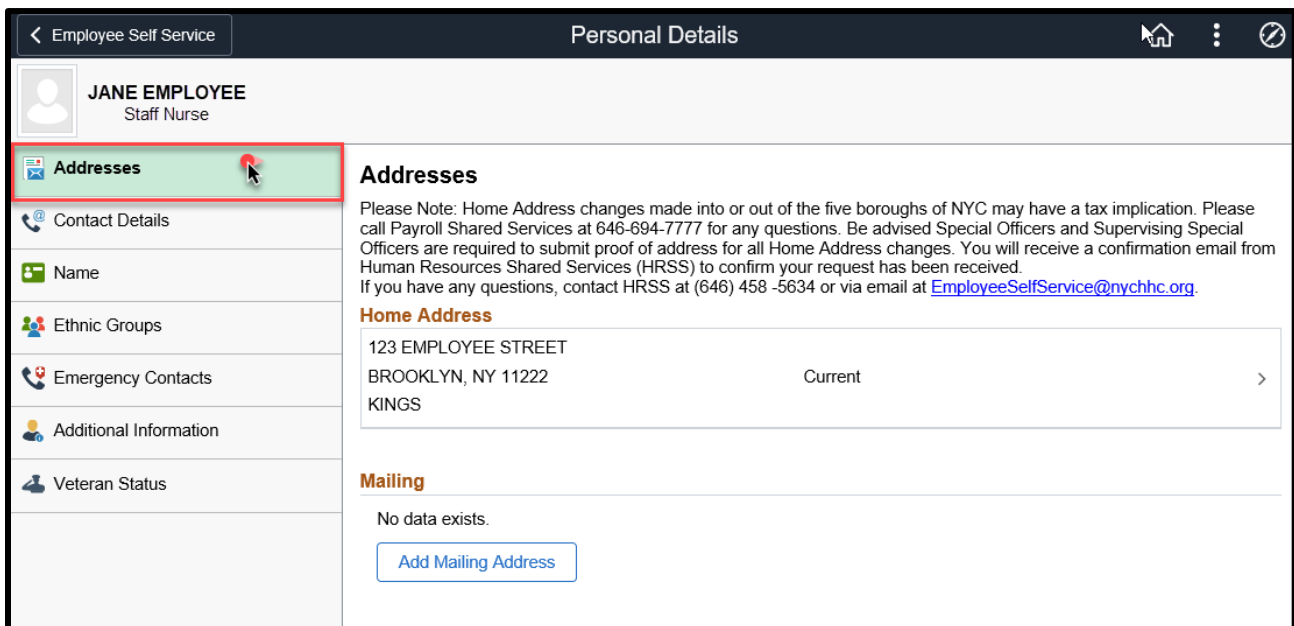 Employee Self Service
Personal Details
JANE EMPLOYEE
Staff Nurse
Addresses
Contact Details
Name
Ethnic Groups
Emergency Contacts
Additional Information
Veteran Status
Addresses
Please Note: Home Address changes made into or out of the five boroughs of NYC may have a tax implication. Please
call Payroll Shared Services at 646-694-7777 for any questions. Be advised Special Officers and Supervising Special
Officers are required to submit proof of address for all Home Address changes. You will receive a confirmation email from
Human Resources Shared Services (HRSS) to confirm your request has been received.
If you have any questions, contact HRSS at (646) 458 -5634 or via email at EmployeeSelfService@nychhc.org.
Home Address
123 EMPLOYEE STREET
BROOKLYN, NY 11222 Current
KINGS
Mailing
No data exists.
Add Mailing Address